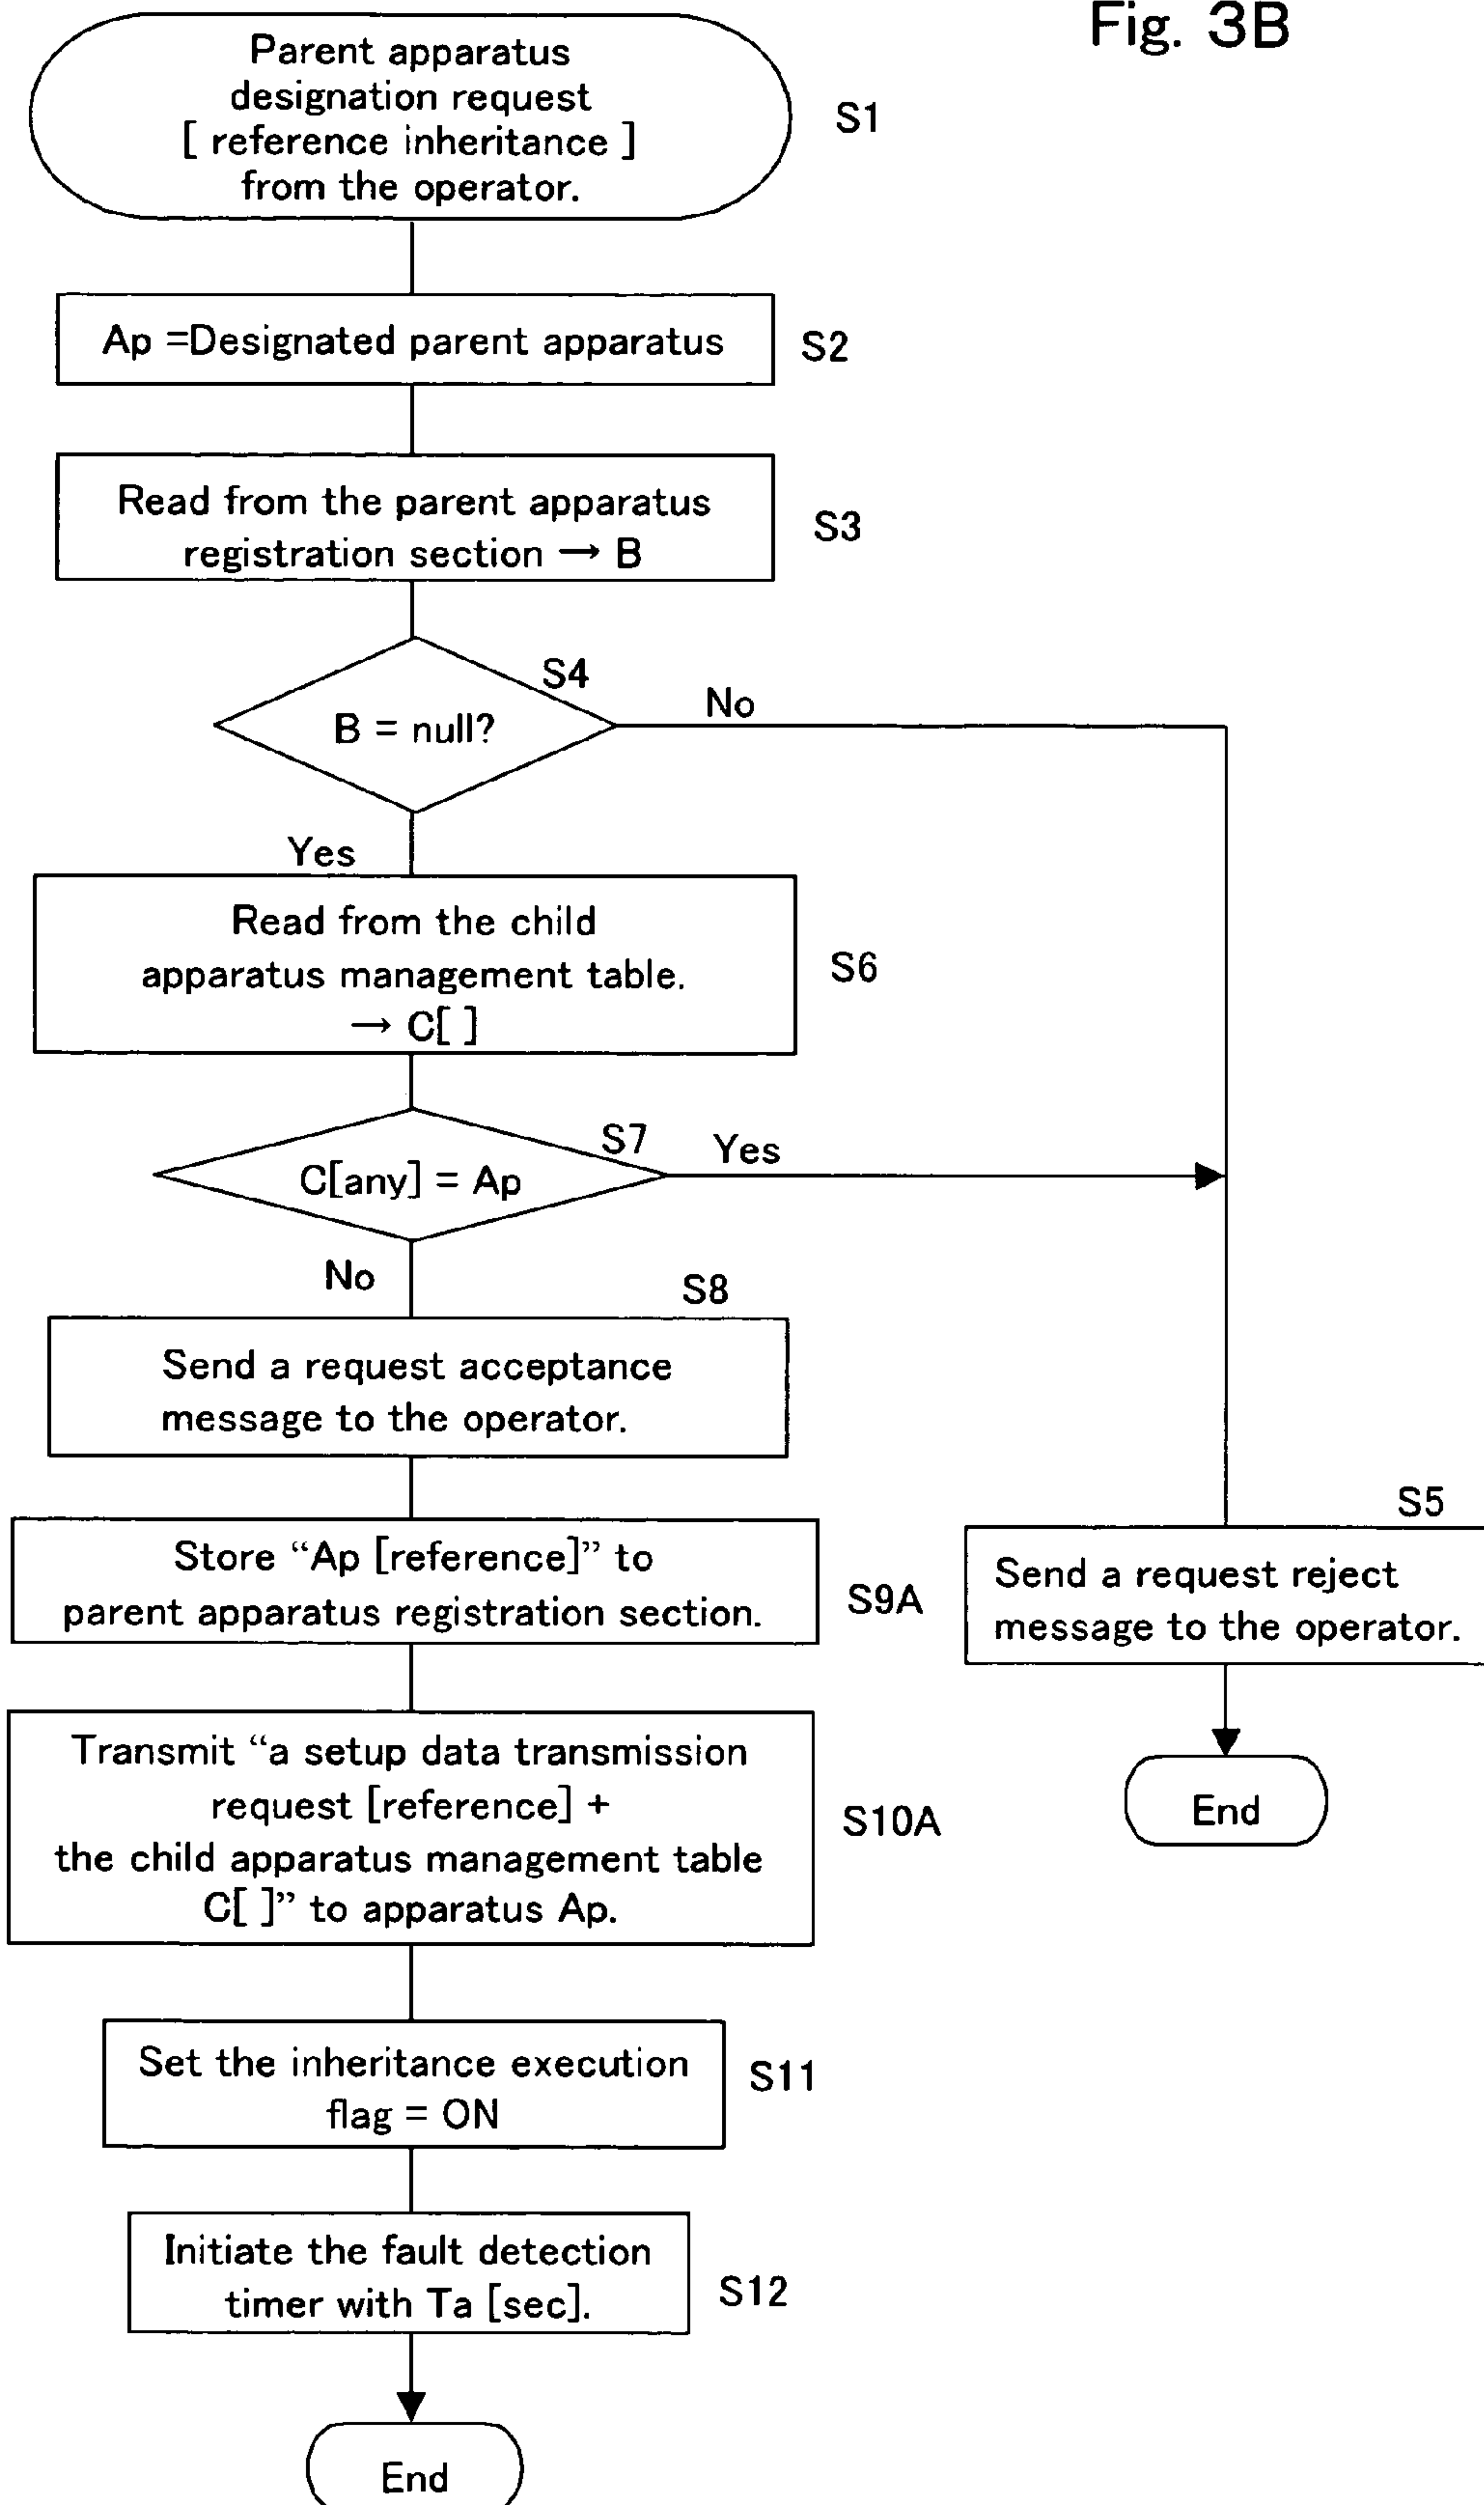 Fig. 3B
Parent apparatus
designation request
[ reference inheritance ]
from the operator.
S1
Ap =Designated parent apparatus
S2
Read from the parent apparatus
registration section → B
S3
S4
B = null?
No
Yes
Read from the child
apparatus management table.
→ C[ ]
S6
S7
C[any] = Ap
Yes
No
S8
Send a request acceptance
message to the operator.
Store “Ap [reference]” to
parent apparatus registration section.
S9A
S5
Send a request reject
message to the operator.
End
Transmit “a setup data transmission
request [reference] +
the child apparatus management table
C[ ]” to apparatus Ap.
S10A
Set the inheritance execution
flag = ON
S11
Initiate the fault detection
timer with Ta [sec].
S12
End